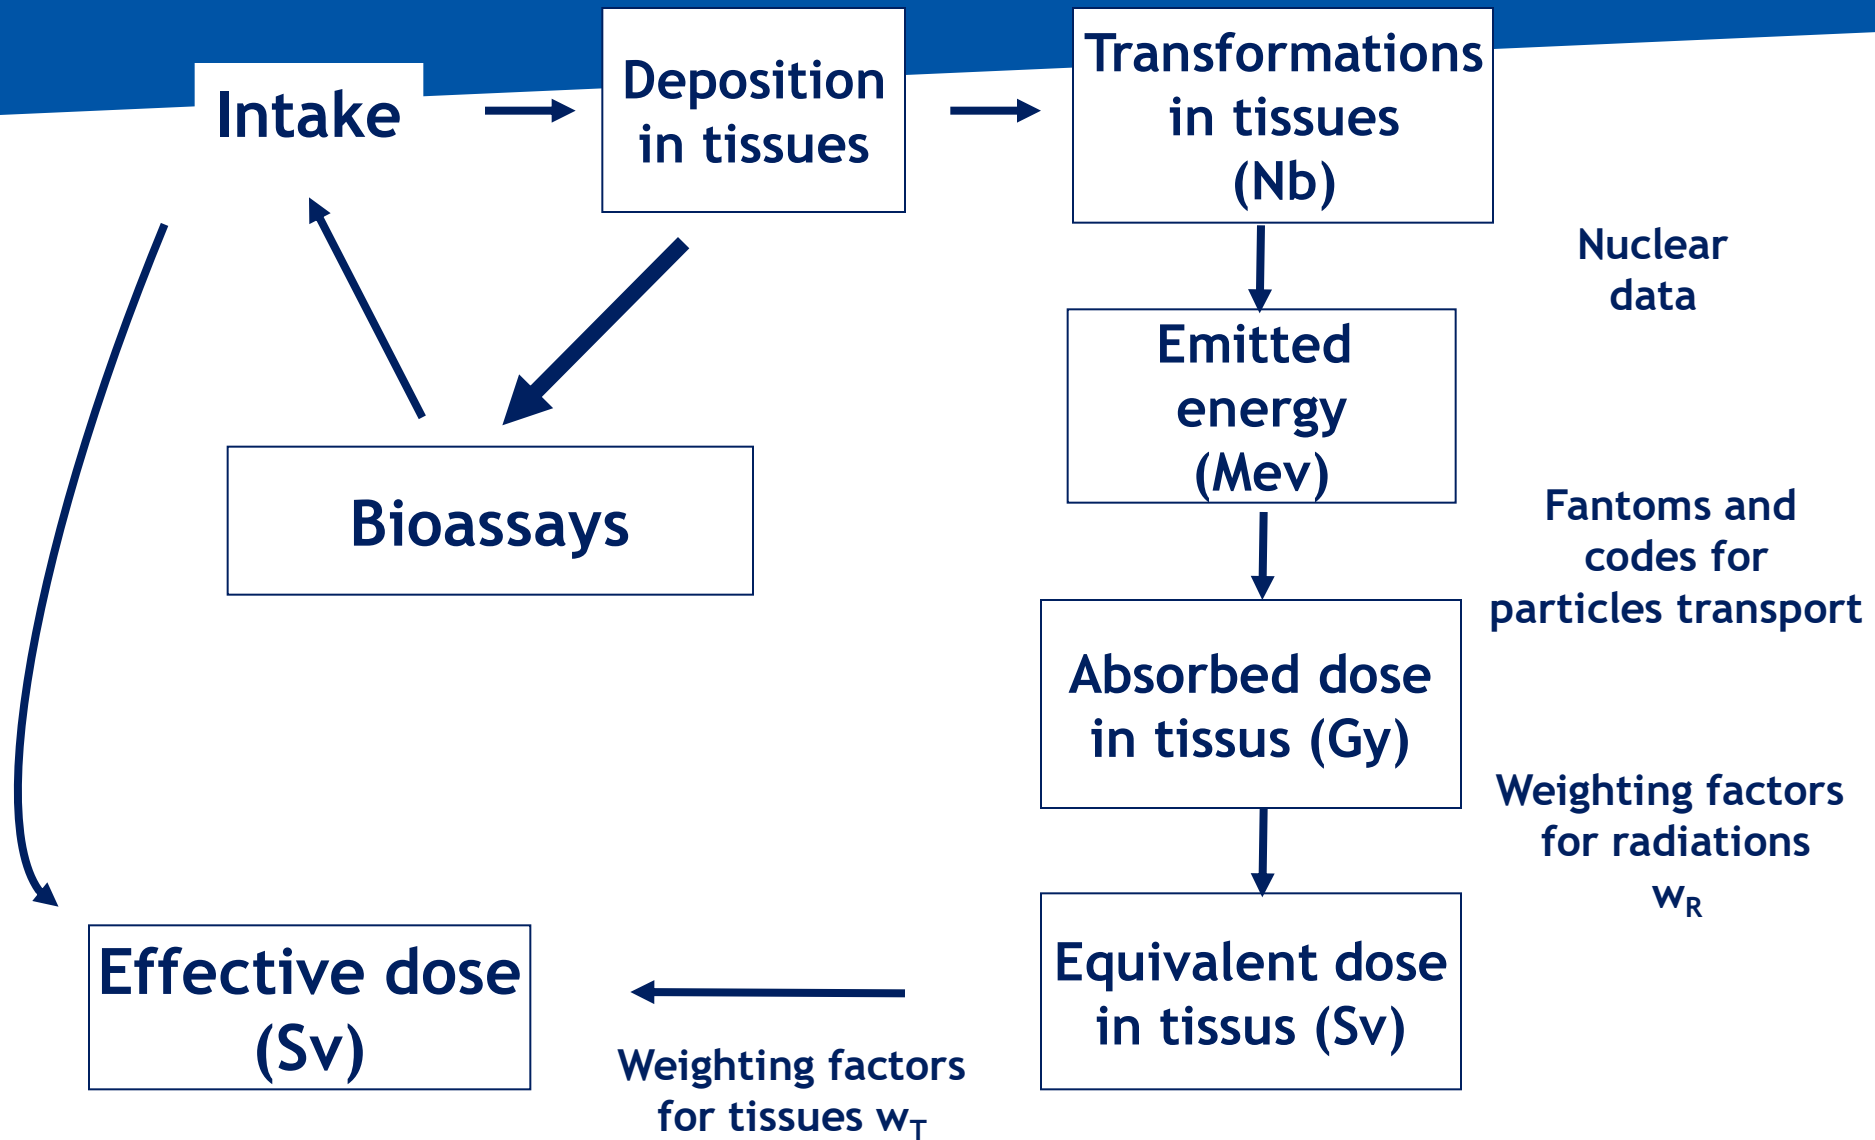 Intake
Deposition
in tissues
Transformations
in tissues
(Nb)
Nuclear
data
Emitted
energy
(Mev)
Bioassays
Fantoms and
codes for
particles transport
Absorbed dose
in tissus (Gy)
Weighting factors
for radiations
w_R
Effective dose
(Sv)
Equivalent dose
in tissus (Sv)
Weighting factors
for tissues w_T